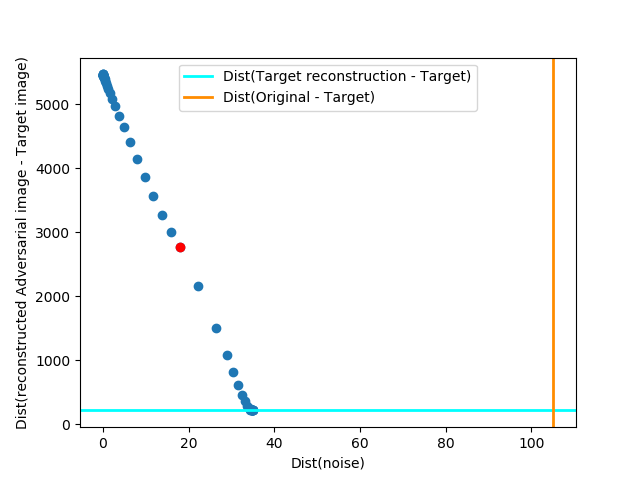 Dist(Target reconstruction - Target)
Dist(Original - Target)
Dist(reconstructed Adversarial image - Target image)
5000
4000
3000
2000
1000
0
0 20 40 60 80 100
Dist(noise)